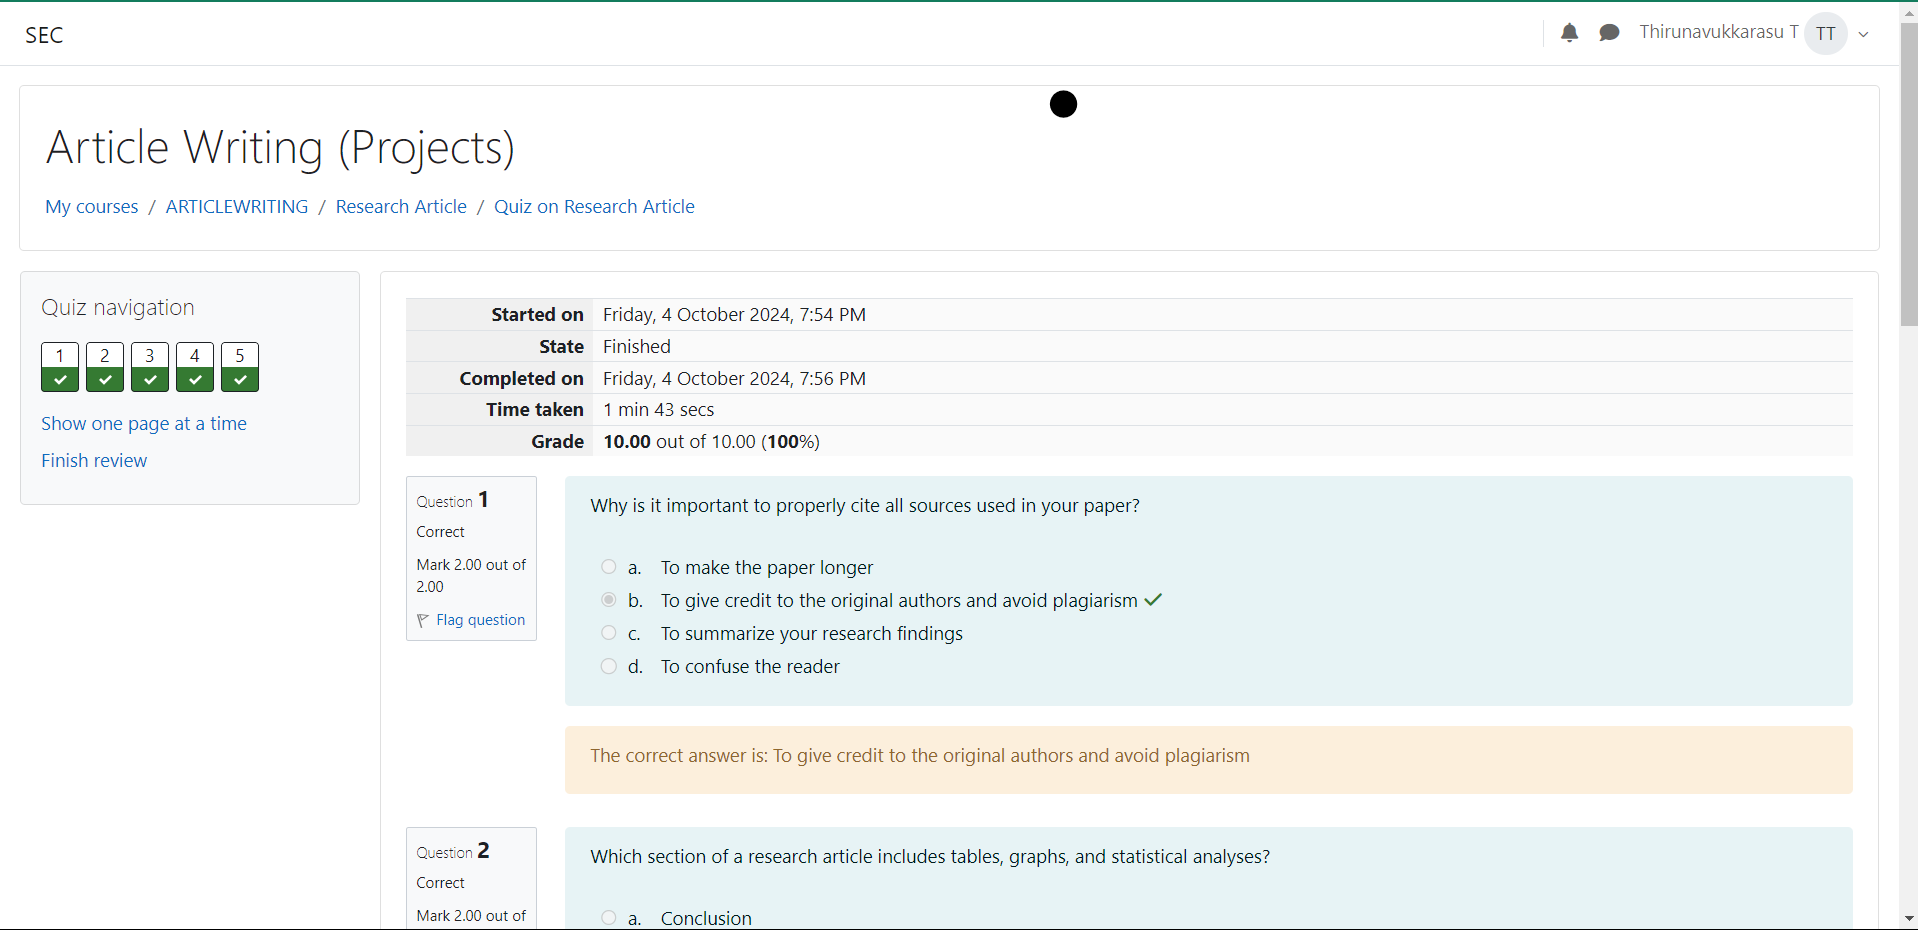 SEC
Thirunavukkarasu T TT
Article Writing (Projects)
My courses / ARTICLEWRITING / Research Article / Quiz on Research Article
Quiz navigation
1 2 3 4 5
Show one page at a time
Finish review
Started on Friday, 4 October 2024, 7:54 PM
State Finished
Completed on Friday, 4 October 2024, 7:56 PM
Time taken 1 min 43 secs
Grade 10.00 out of 10.00 (100%)
Question 1
Correct
Mark 2.00 out of
2.00
Flag question
Why is it important to properly cite all sources used in your paper?
a. To make the paper longer
b. To give credit to the original authors and avoid plagiarism
c. To summarize your research findings
d. To confuse the reader
The correct answer is: To give credit to the original authors and avoid plagiarism
Question 2
Correct
Mark 2.00 out of
Which section of a research article includes tables, graphs, and statistical analyses?
a. Conclusion